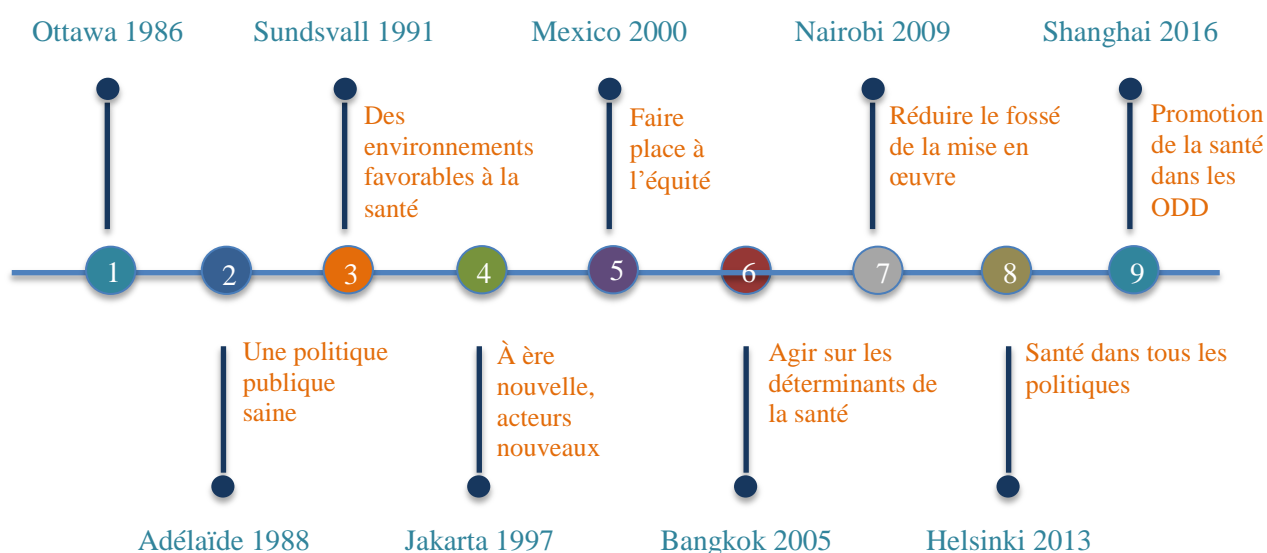 Ottawa 1986
Sundsvall 1991
Mexico 2000
Nairobi 2009
Shanghai 2016
Des
environnements
favorables à la
santé
Faire
place à
l’équité
Réduire le fossé
de la mise en
œuvre
Promotion
de la santé
dans les
ODD
1
2
3
4
5
6
7
8
9
Une politique
publique
saine
À ère
nouvelle,
acteurs
nouveaux
Agir sur les
déterminants de
la santé
Santé dans tous les
politiques
Adélaïde 1988
Jakarta 1997
Bangkok 2005
Helsinki 2013